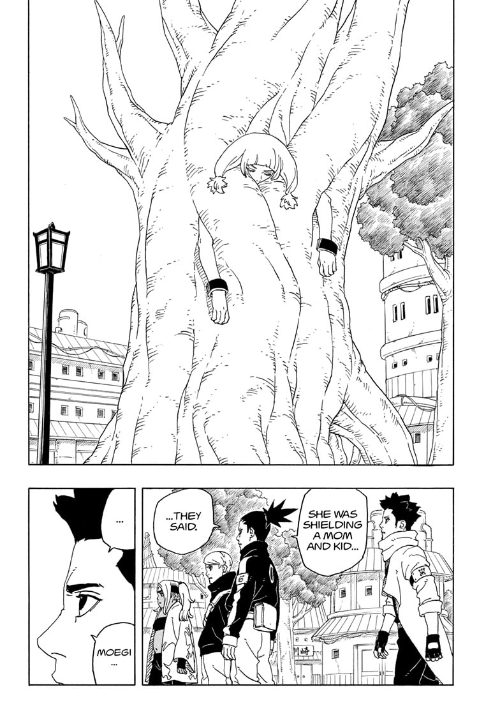 SHE WAS
SHIELDING
A MOM
AND KID...
...THEY
SAID.
...
MOEGI
...